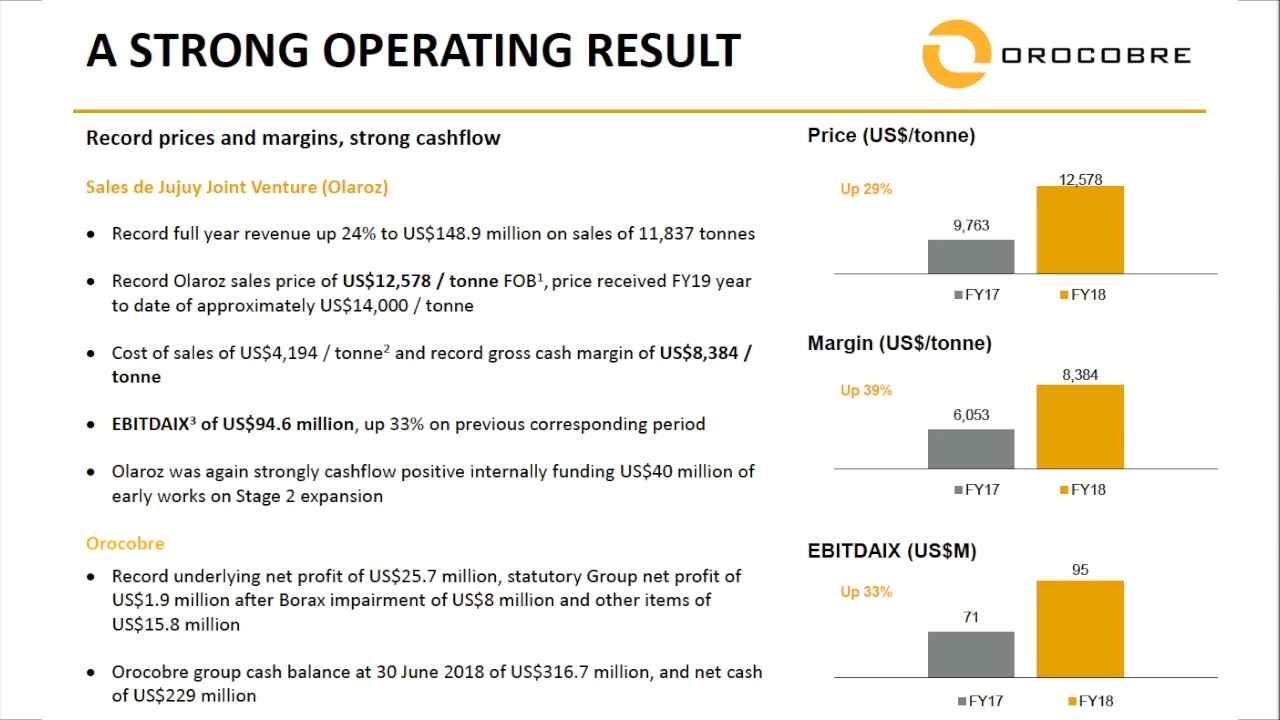 A STRONG OPERATING RESULT
OROCOBRE
Record prices and margins, strong cashflow
Sales de Jujuy Joint Venture (Olaroz)
• Record full year revenue up 24% to US$148.9 million on sales of 11,837 tonnes
• Record Olaroz sales price of US$12,578 / tonne FOB¹, price received FY19 year
to date of approximately US$14,000 / tonne
• Cost of sales of US$4,194 / tonne² and record gross cash margin of US$8,384 /
tonne
• EBITDAIX³ of US$94.6 million, up 33% on previous corresponding period
• Olaroz was again strongly cashflow positive internally funding US$40 million of
early works on Stage 2 expansion
Orocobre
• Record underlying net profit of US$25.7 million, statutory Group net profit of
US$1.9 million after Borax impairment of US$8 million and other items of
US$15.8 million
• Orocobre group cash balance at 30 June 2018 of US$316.7 million, and net cash
of US$229 million
Price (US$/tonne)
Up 29%
9,763
12,578
FY17 FY18
Margin (US$/tonne)
Up 39%
6,053
8,384
FY17 FY18
EBITDAIX (US$M)
Up 33%
71
95
FY17 FY18